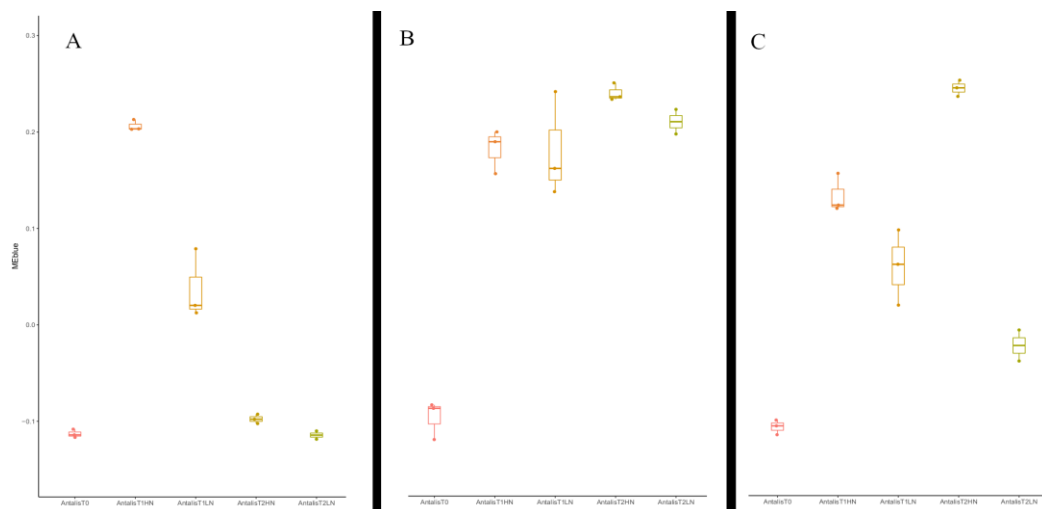 A
B
C
0.3
0.2
0.1
0.0
−0.1
MEblue
AntalisT0 AntalisT1HN AntalisT1LN AntalisT2HN AntalisT2LN
AntalisT0 AntalisT1HN AntalisT1LN AntalisT2HN AntalisT2LN
AntalisT0 AntalisT1HN AntalisT1LN AntalisT2HN AntalisT2LN